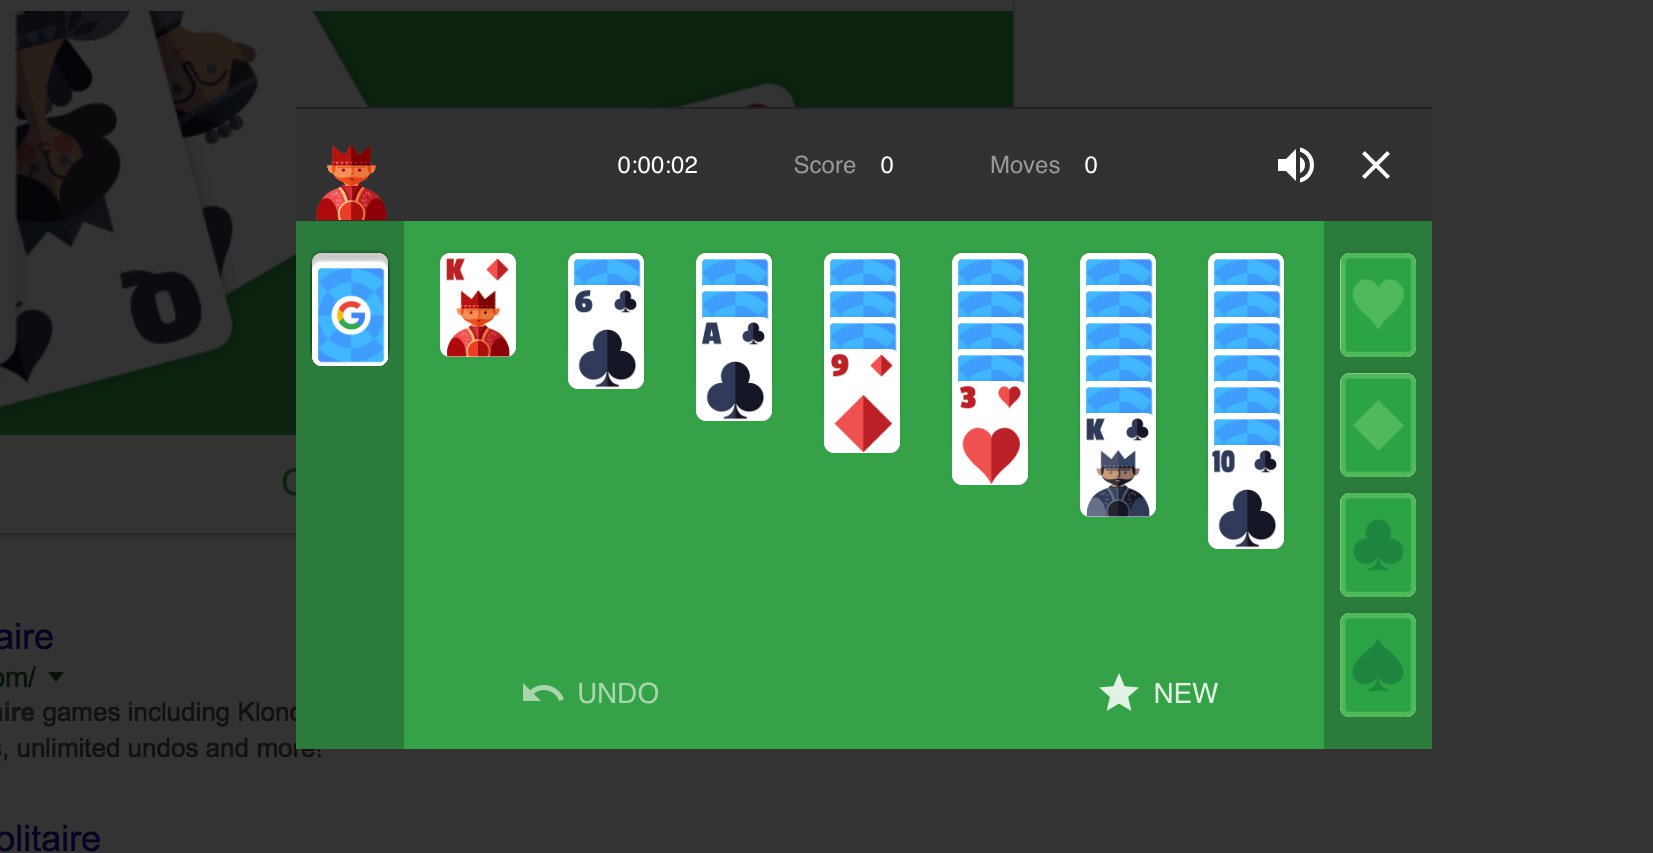 0:00:02 Score 0 Moves 0
K
6
A
9
3
K
10
G
Q
UNDO NEW
aire
om/
aire games including Klond
, unlimited undos and more!
olitaire